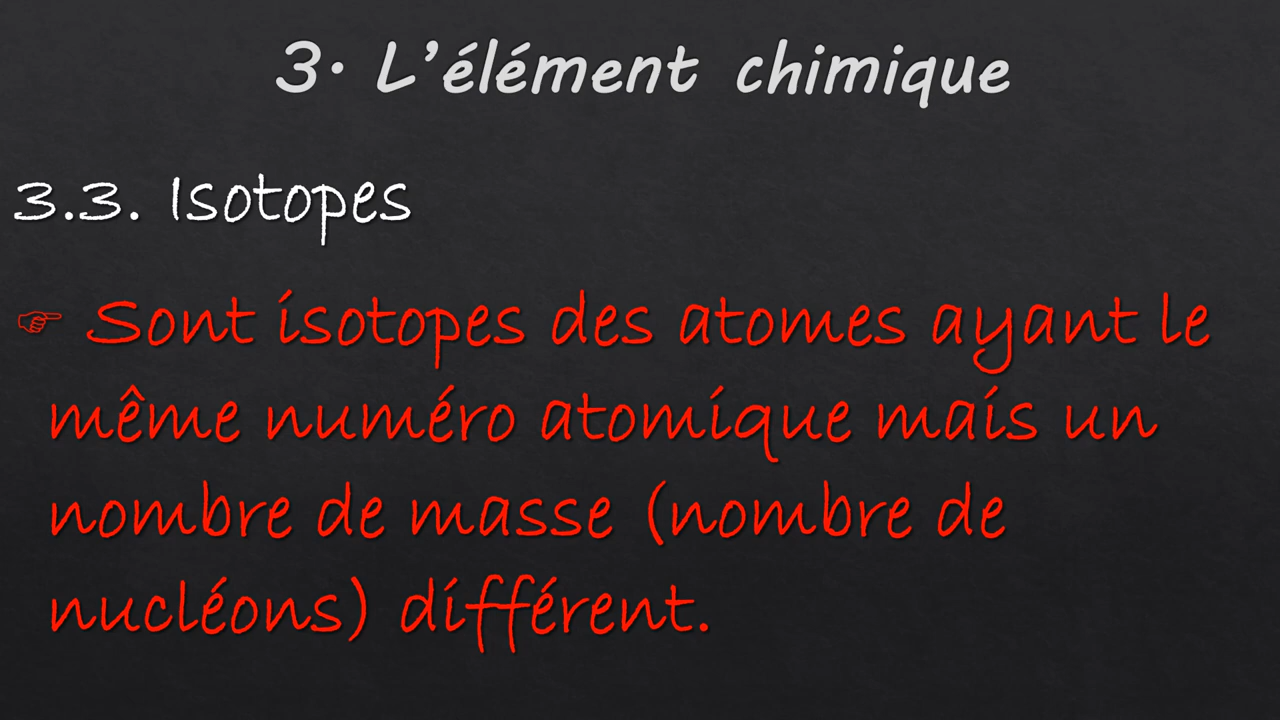 3. L'élément chimique
3.3. Isotopes
☞ Sont isotopes des atomes ayant le
même numéro atomique mais un
nombre de masse (nombre de
nucléons) différent.